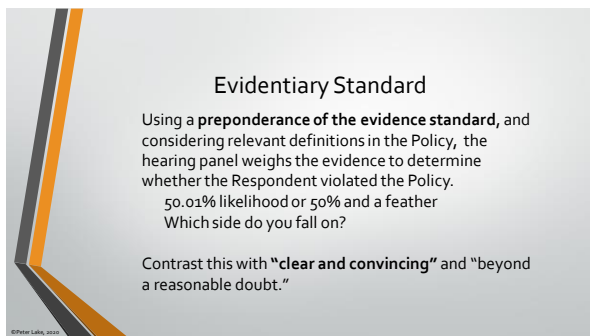 Evidentiary Standard
Using a preponderance of the evidence standard, and
considering relevant definitions in the Policy, the
hearing panel weighs the evidence to determine
whether the Respondent violated the Policy.
50.01% likelihood or 50% and a feather
Which side do you fall on?
Contrast this with “clear and convincing” and “beyond
a reasonable doubt.”
©Peter Lake, 2020